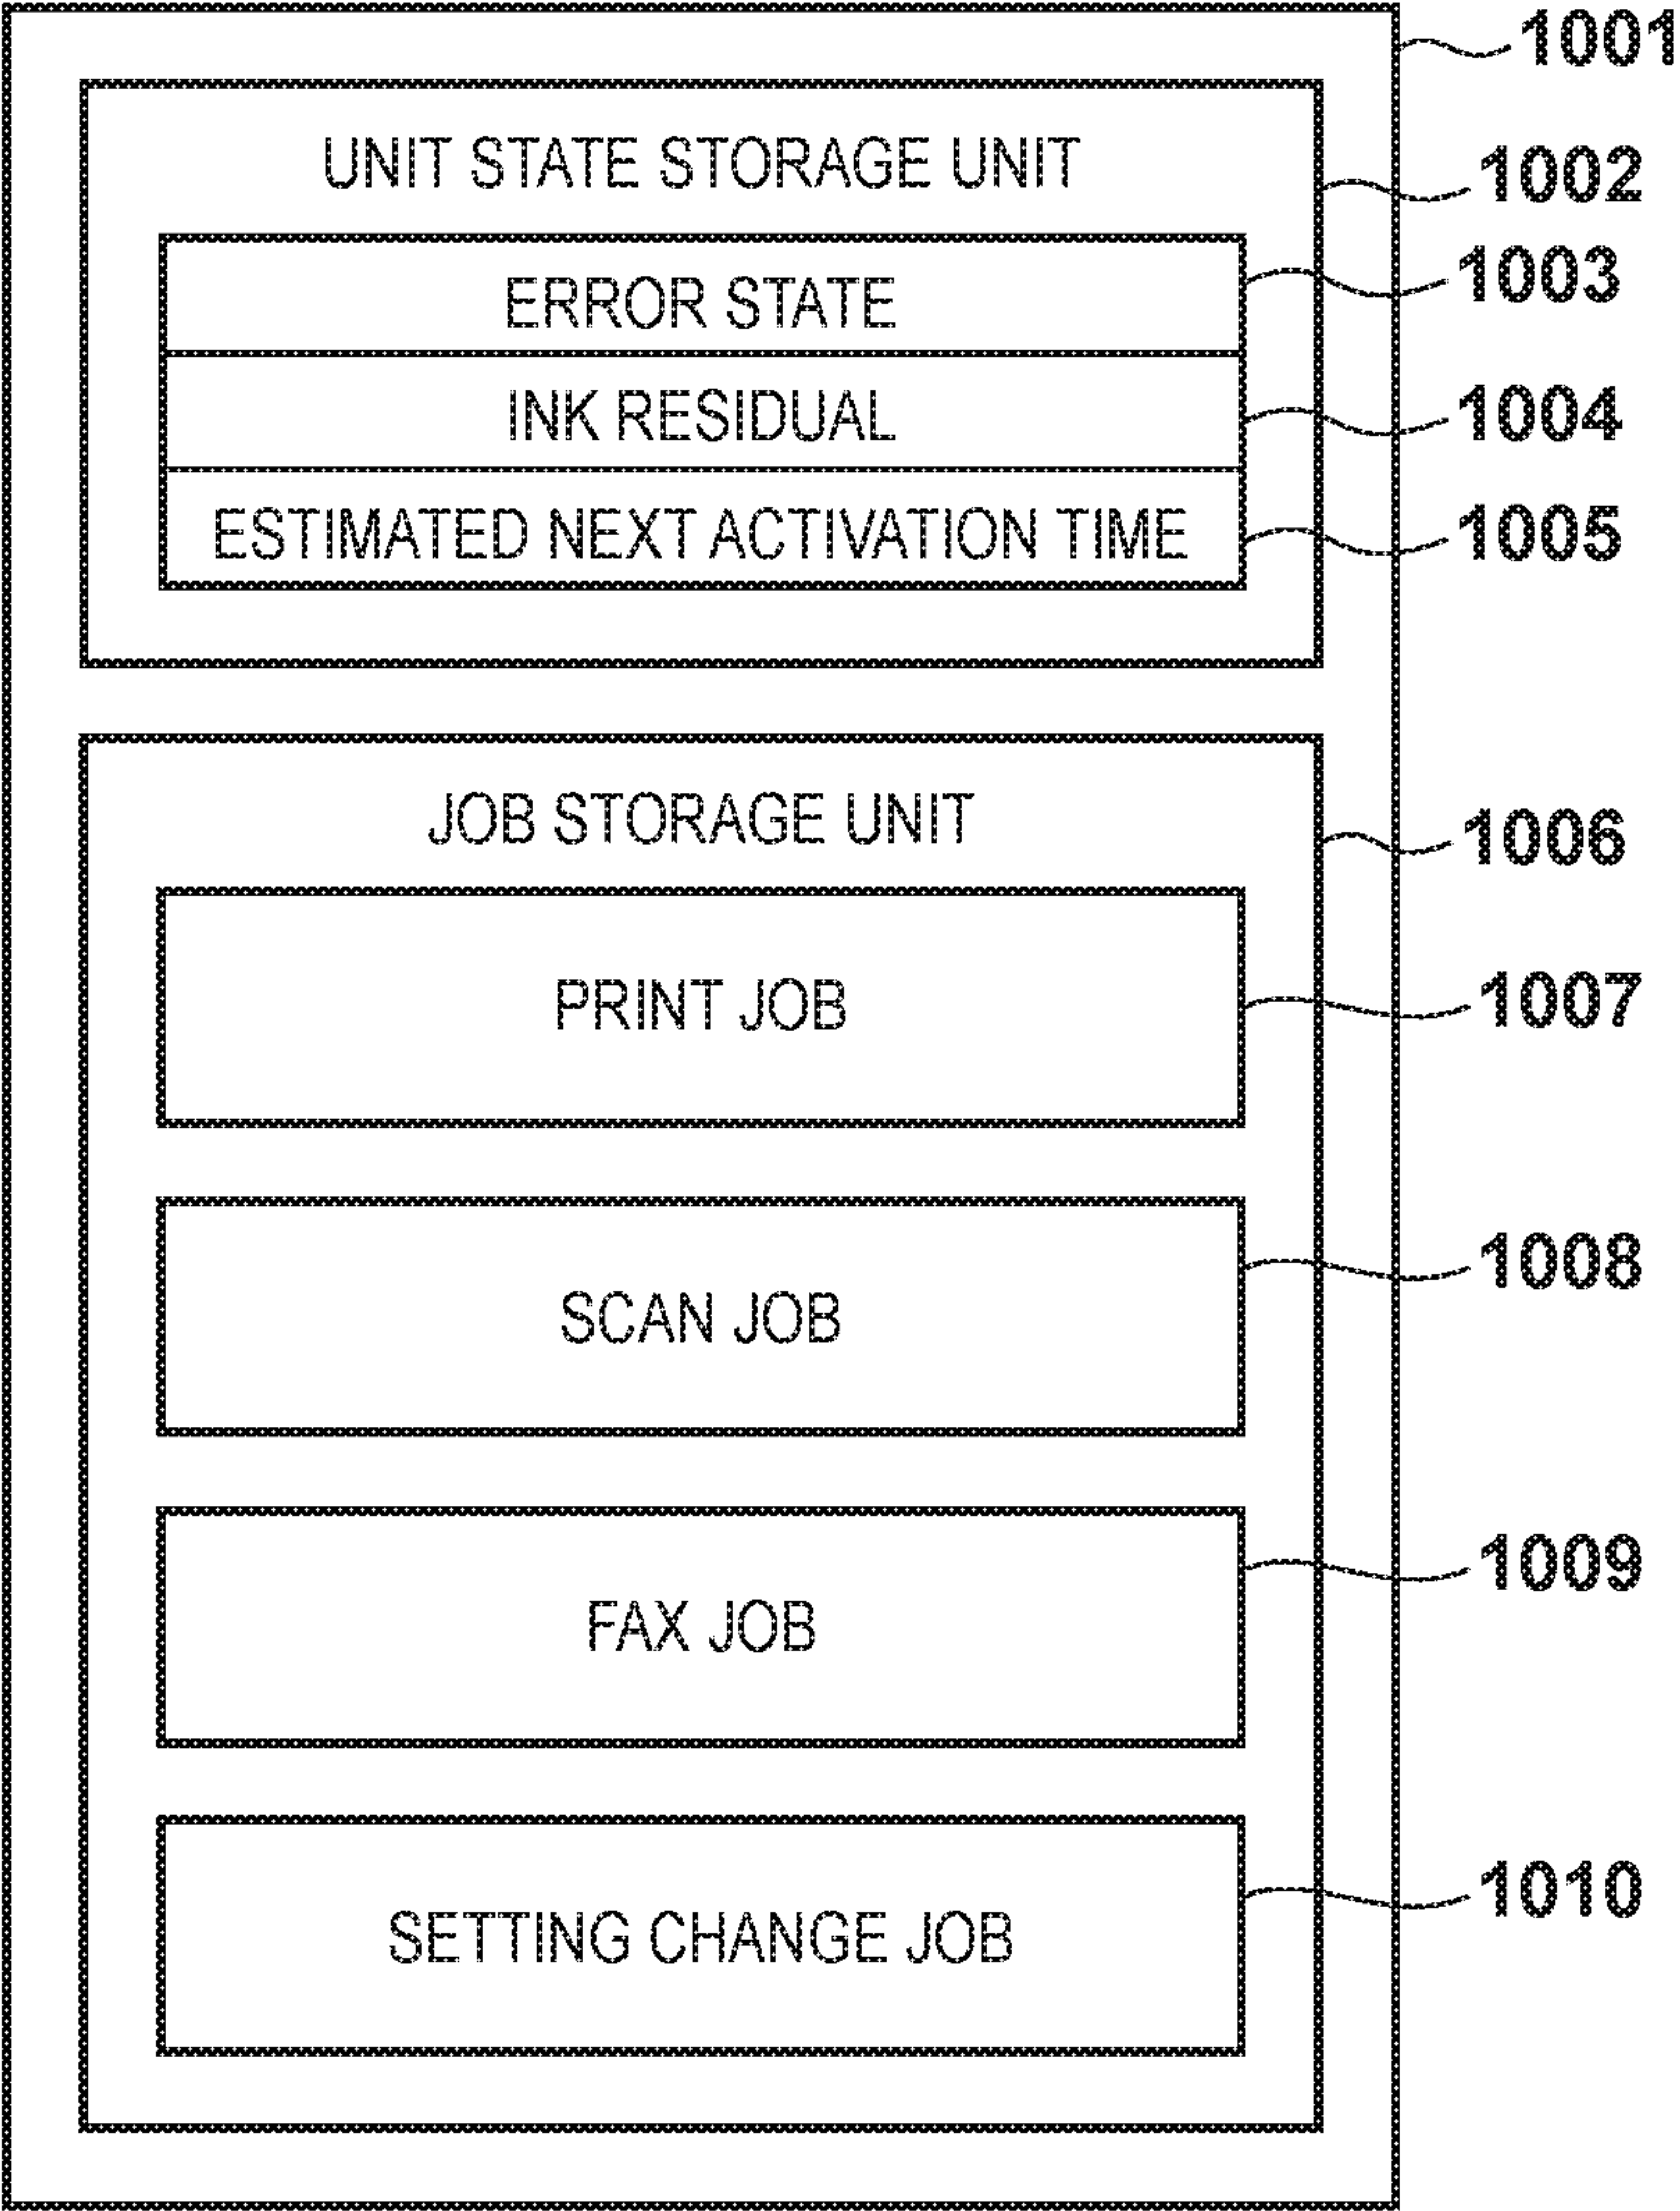 1001
UNIT STATE STORAGE UNIT
1002
ERROR STATE
1003
INK RESIDUAL
1004
ESTIMATED NEXT ACTIVATION TIME
1005
JOB STORAGE UNIT
1006
PRINT JOB
1007
SCAN JOB
1008
FAX JOB
1009
SETTING CHANGE JOB
1010